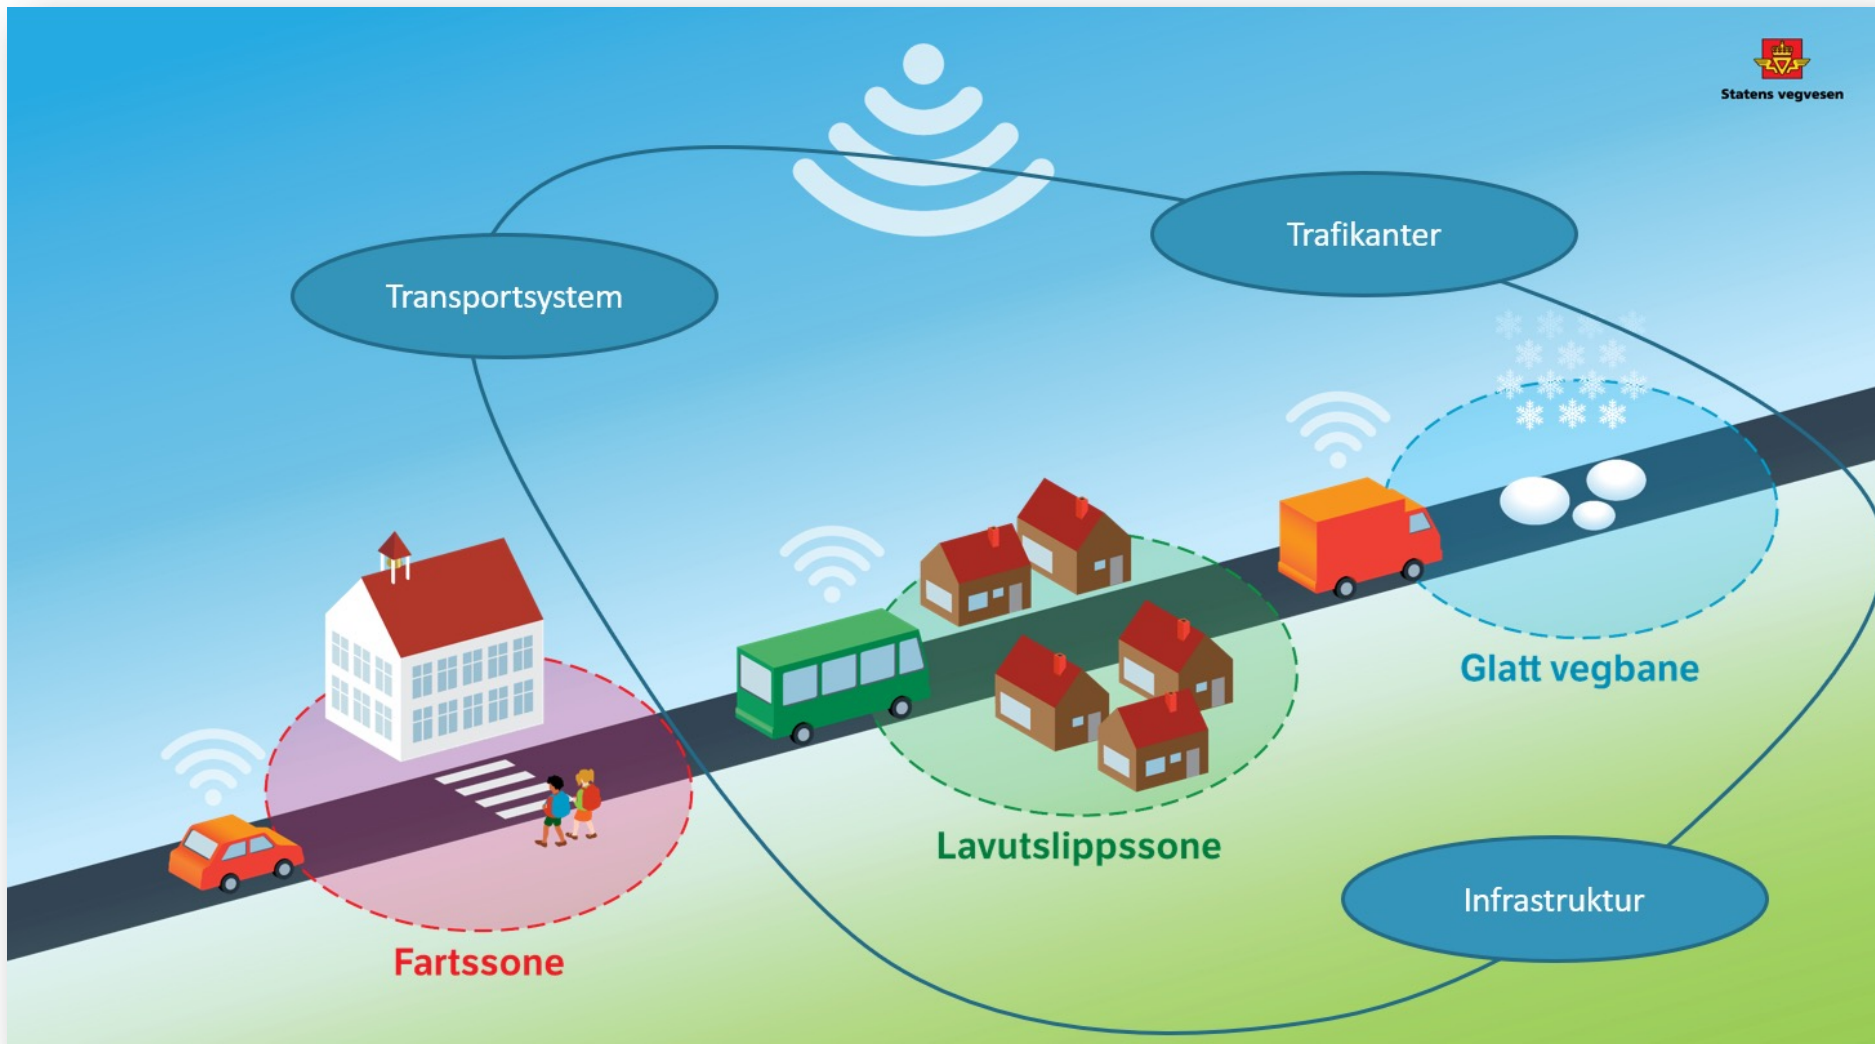 Statens vegvesen
Trafikanter
Transportsystem
Glatt vegbane
Lavutslippssone
Infrastruktur
Fartssone